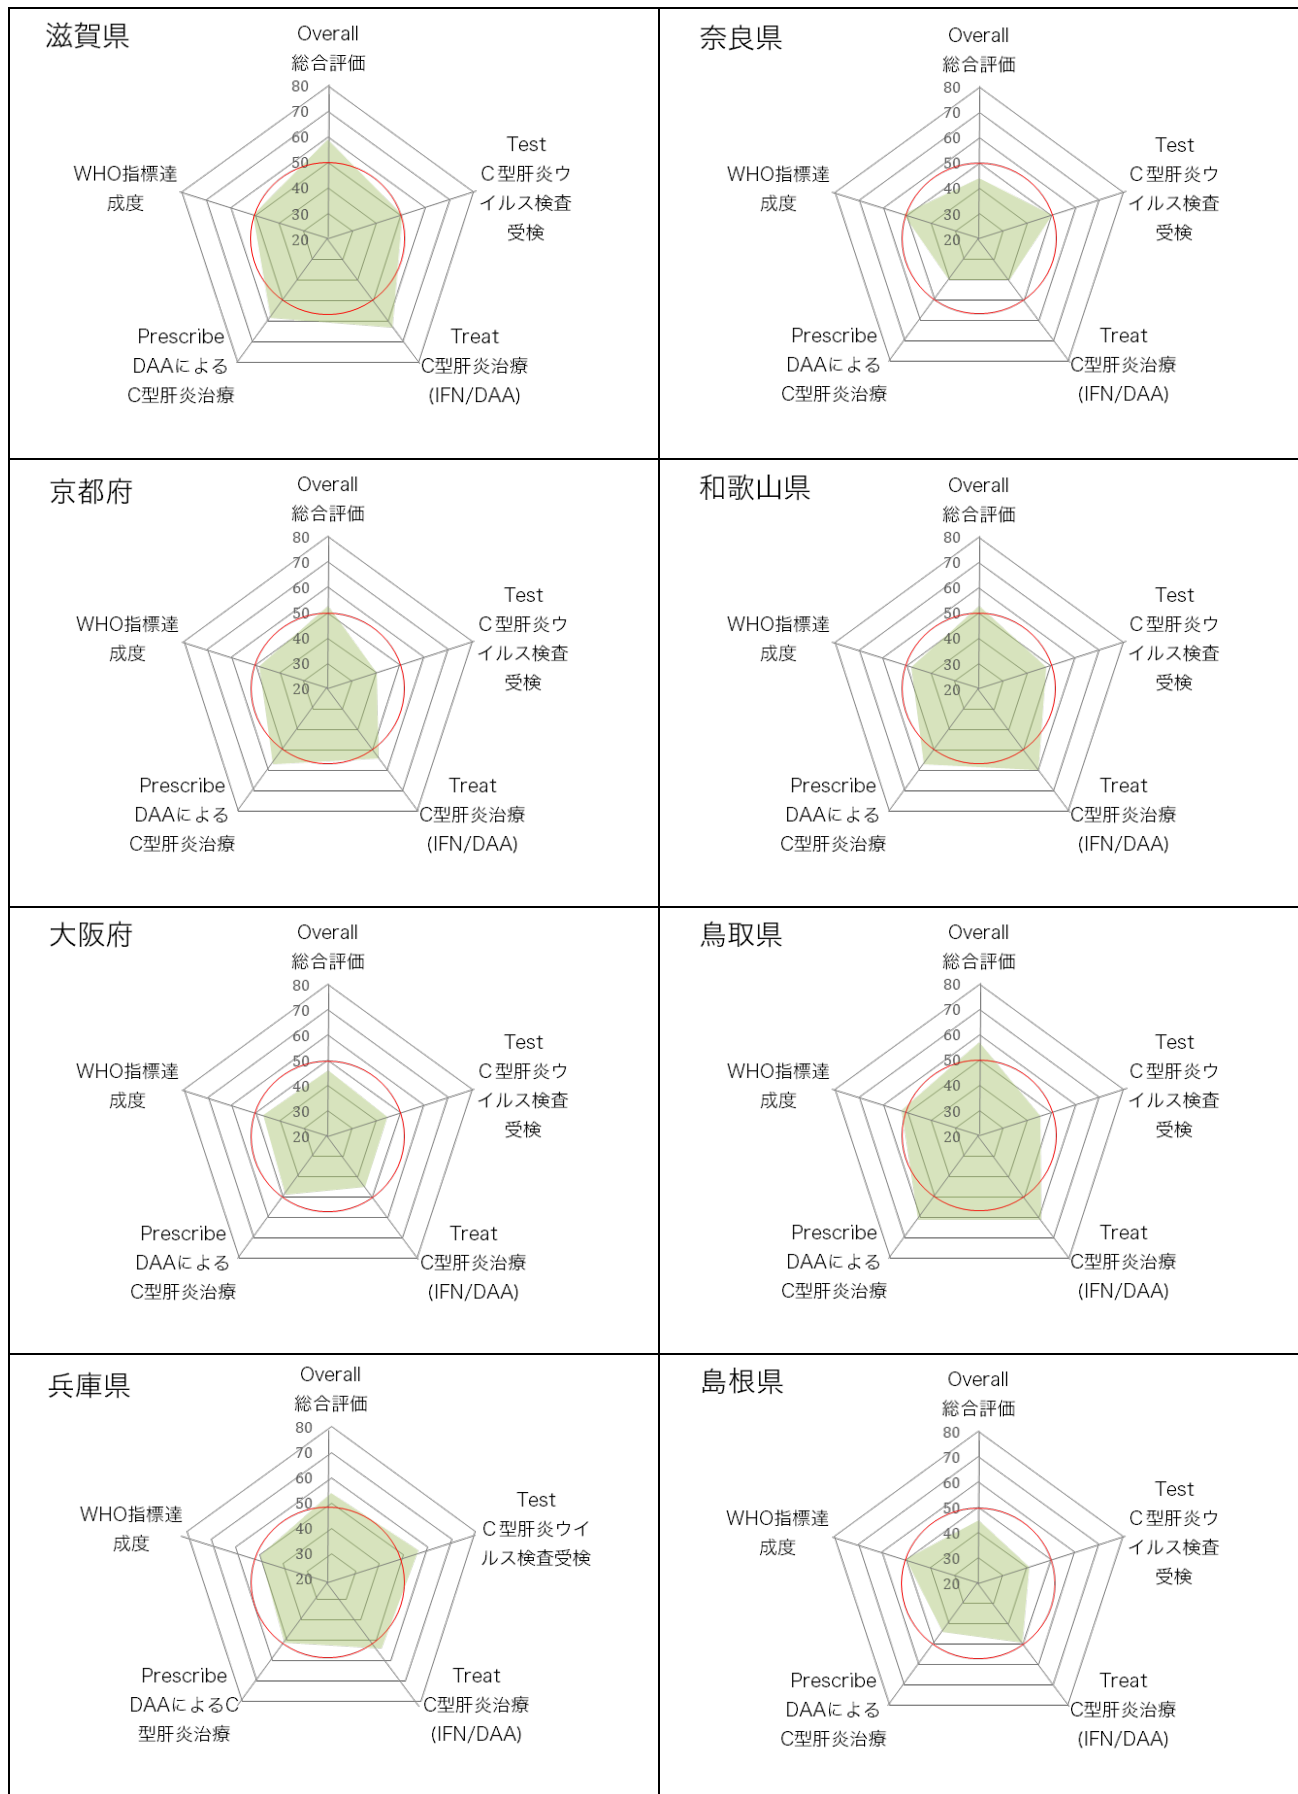 滋賀県
Overall
総合評価
80
70
60
50
40
30
20
Test
C型肝炎ウ
イルス検査
受検
Treat
C型肝炎治療
(IFN/DAA)
Prescribe
DAAによる
C型肝炎治療
WHO指標達
成度
奈良県
Overall
総合評価
80
70
60
50
40
30
20
Test
C型肝炎ウ
イルス検査
受検
Treat
C型肝炎治療
(IFN/DAA)
Prescribe
DAAによる
C型肝炎治療
WHO指標達
成度
京都府
Overall
総合評価
80
70
60
50
40
30
20
Test
C型肝炎ウ
イルス検査
受検
Treat
C型肝炎治療
(IFN/DAA)
Prescribe
DAAによる
C型肝炎治療
WHO指標達
成度
和歌山県
Overall
総合評価
80
70
60
50
40
30
20
Test
C型肝炎ウ
イルス検査
受検
Treat
C型肝炎治療
(IFN/DAA)
Prescribe
DAAによる
C型肝炎治療
WHO指標達
成度
大阪府
Overall
総合評価
80
70
60
50
40
30
20
Test
C型肝炎ウ
イルス検査
受検
Treat
C型肝炎治療
(IFN/DAA)
Prescribe
DAAによる
C型肝炎治療
WHO指標達
成度
鳥取県
Overall
総合評価
80
70
60
50
40
30
20
Test
C型肝炎ウ
イルス検査
受検
Treat
C型肝炎治療
(IFN/DAA)
Prescribe
DAAによる
C型肝炎治療
WHO指標達
成度
兵庫県
Overall
総合評価
80
70
60
50
40
30
20
Test
C型肝炎ウイ
ルス検査受検
Treat
C型肝炎治療
(IFN/DAA)
Prescribe
DAAによるC
型肝炎治療
WHO指標達
成度
島根県
Overall
総合評価
80
70
60
50
40
30
20
Test
C型肝炎ウ
イルス検査
受検
Treat
C型肝炎治療
(IFN/DAA)
Prescribe
DAAによる
C型肝炎治療
WHO指標達
成度